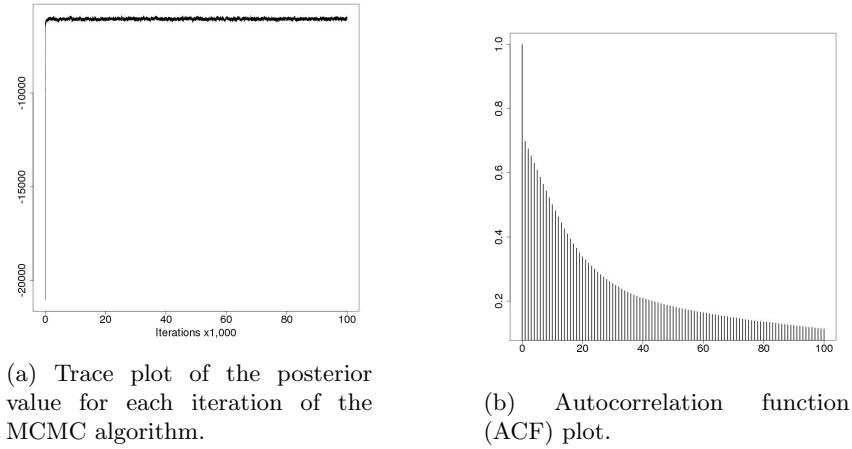 -10000
-15000
-20000
0 20 40 60 80 100
Iterations x1,000
(a) Trace plot of the posterior
value for each iteration of the
MCMC algorithm.
1.0
0.8
0.6
0.4
0.2
0 20 40 60 80 100
(b) Autocorrelation function
(ACF) plot.